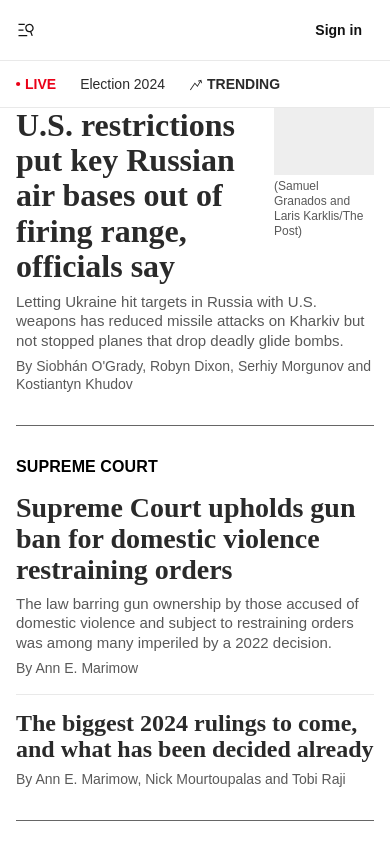 Sign in
LIVE
Election 2024
TRENDING
U.S. restrictions
put key Russian
air bases out of
firing range,
officials say
(Samuel
Granados and
Laris Karklis/The
Post)
Letting Ukraine hit targets in Russia with U.S.
weapons has reduced missile attacks on Kharkiv but
not stopped planes that drop deadly glide bombs.
By Siobhán O'Grady, Robyn Dixon, Serhiy Morgunov and
Kostiantyn Khudov
SUPREME COURT
Supreme Court upholds gun
ban for domestic violence
restraining orders
The law barring gun ownership by those accused of
domestic violence and subject to restraining orders
was among many imperiled by a 2022 decision.
By Ann E. Marimow
The biggest 2024 rulings to come,
and what has been decided already
By Ann E. Marimow, Nick Mourtoupalas and Tobi Raji